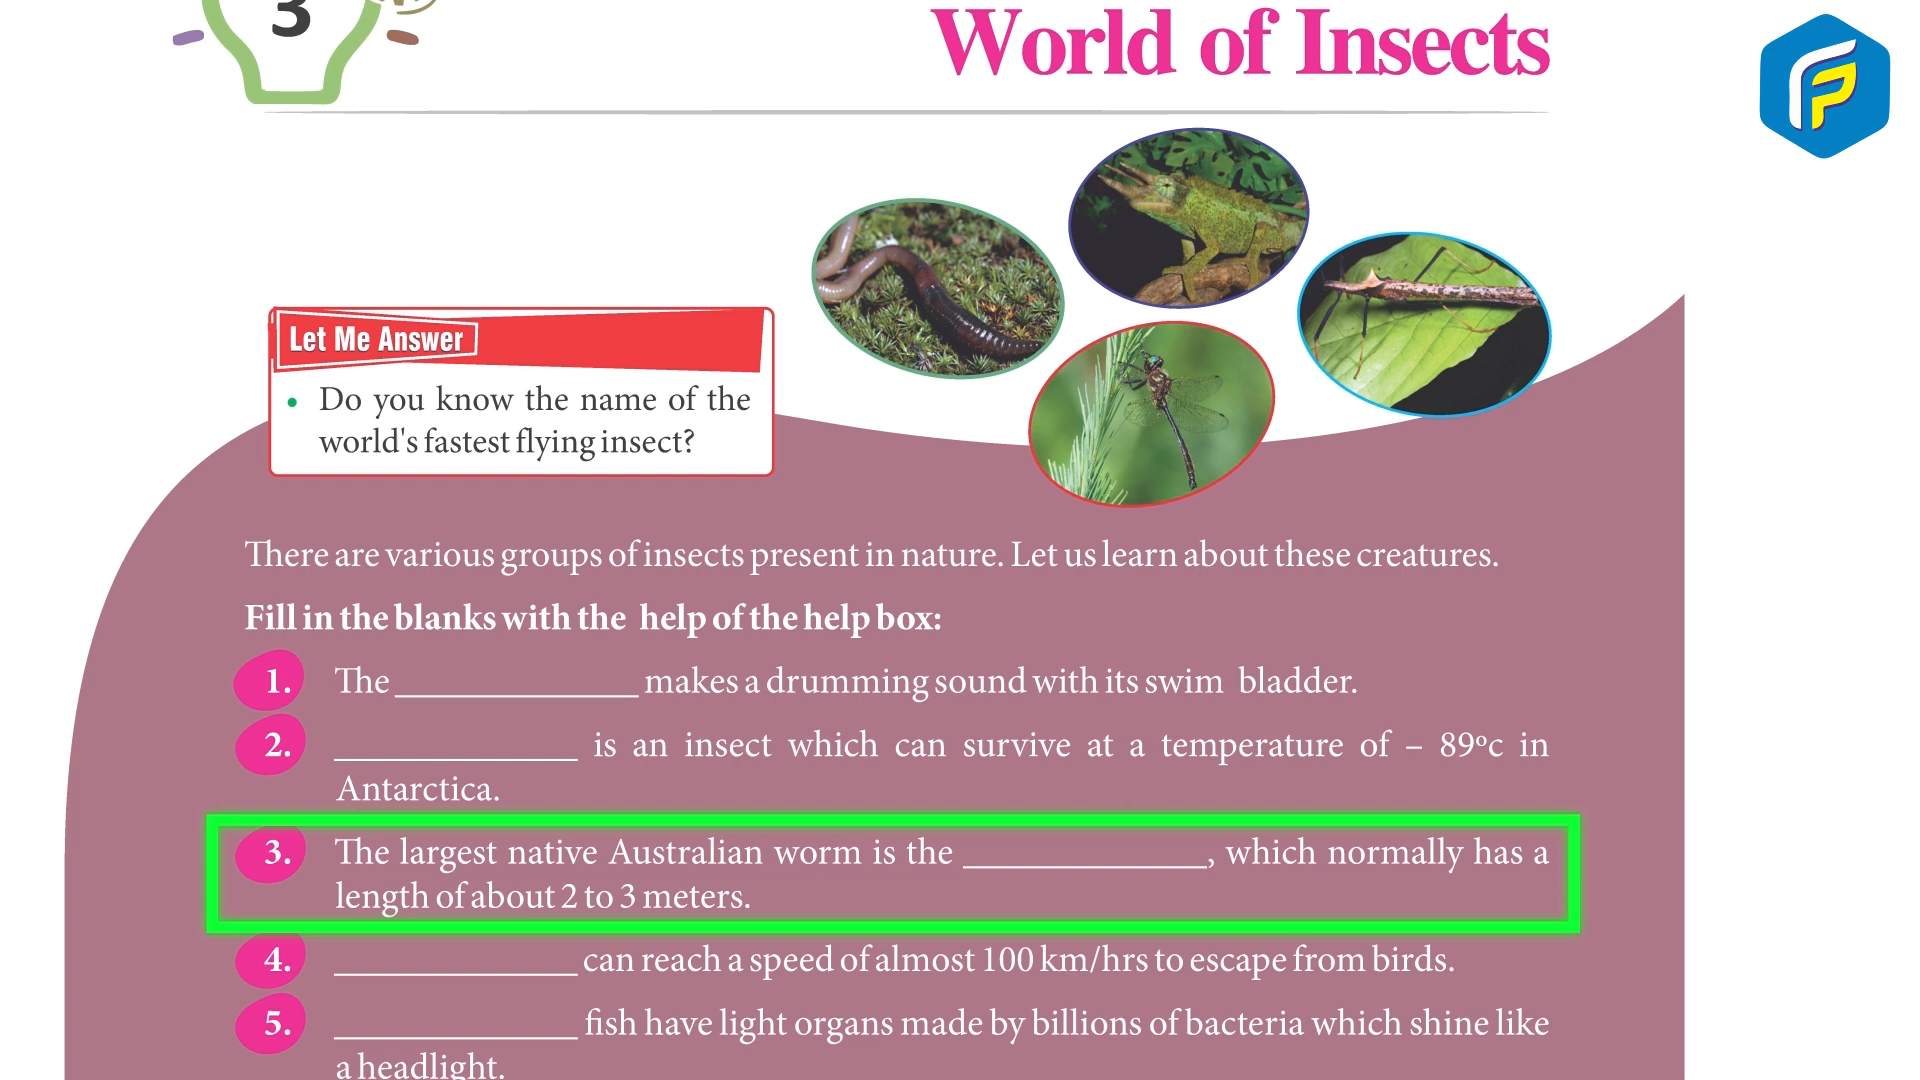 3
World of Insects
Let Me Answer
• Do you know the name of the
world's fastest flying insect?
There are various groups of insects present in nature. Let us learn about these creatures.
Fill in the blanks with the help of the help box:
1. The ______________ makes a drumming sound with its swim bladder.
2. ______________ is an insect which can survive at a temperature of – 89ºc in
Antarctica.
3. The largest native Australian worm is the ______________, which normally has a
length of about 2 to 3 meters.
4. ______________ can reach a speed of almost 100 km/hrs to escape from birds.
5. ______________ fish have light organs made by billions of bacteria which shine like
a headlight.